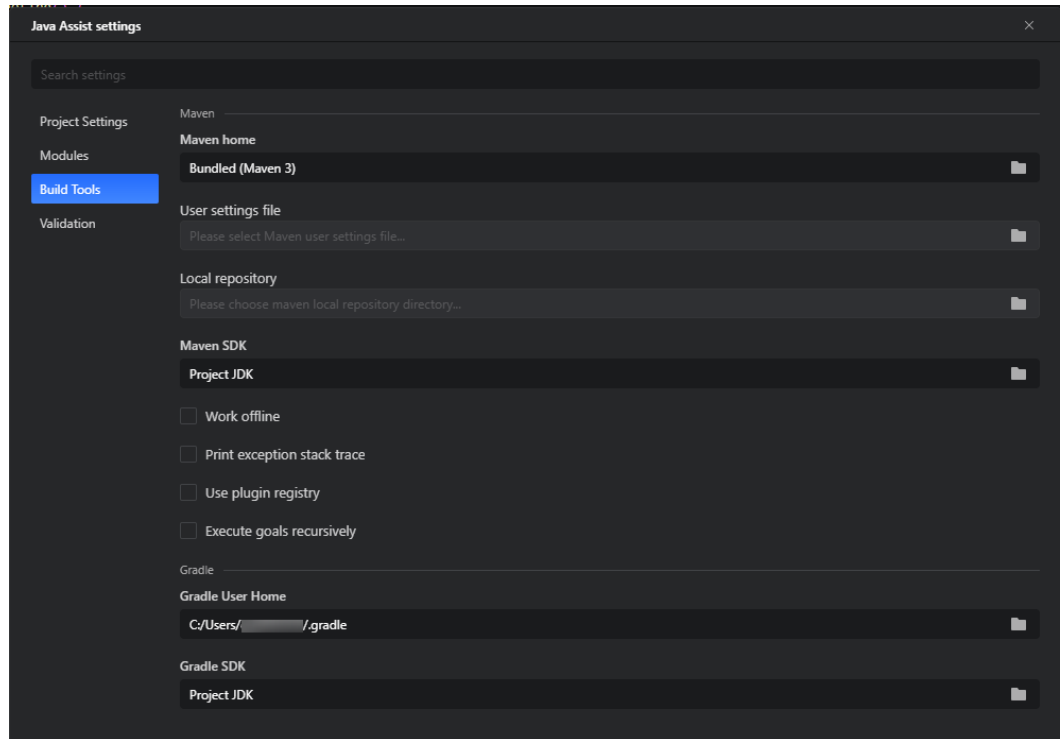 Java Assist settings
Search settings
Project Settings
Modules
Build Tools
Validation
Maven
Maven home
Bundled (Maven 3)
User settings file
Please select Maven user settings file...
Local repository
Please choose maven local repository directory...
Maven SDK
Project JDK
Work offline
Print exception stack trace
Use plugin registry
Execute goals recursively
Gradle
Gradle User Home
C:/Users/ /.gradle
Gradle SDK
Project JDK